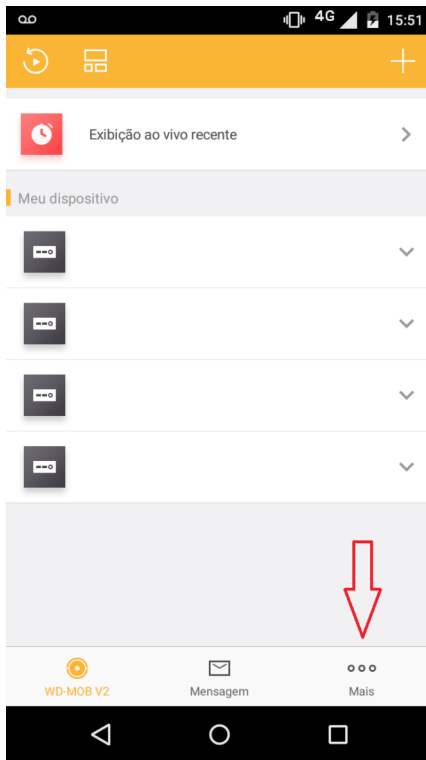 4G 15:51
Exibição ao vivo recente
Meu dispositivo
WD-MOB V2 Mensagem Mais